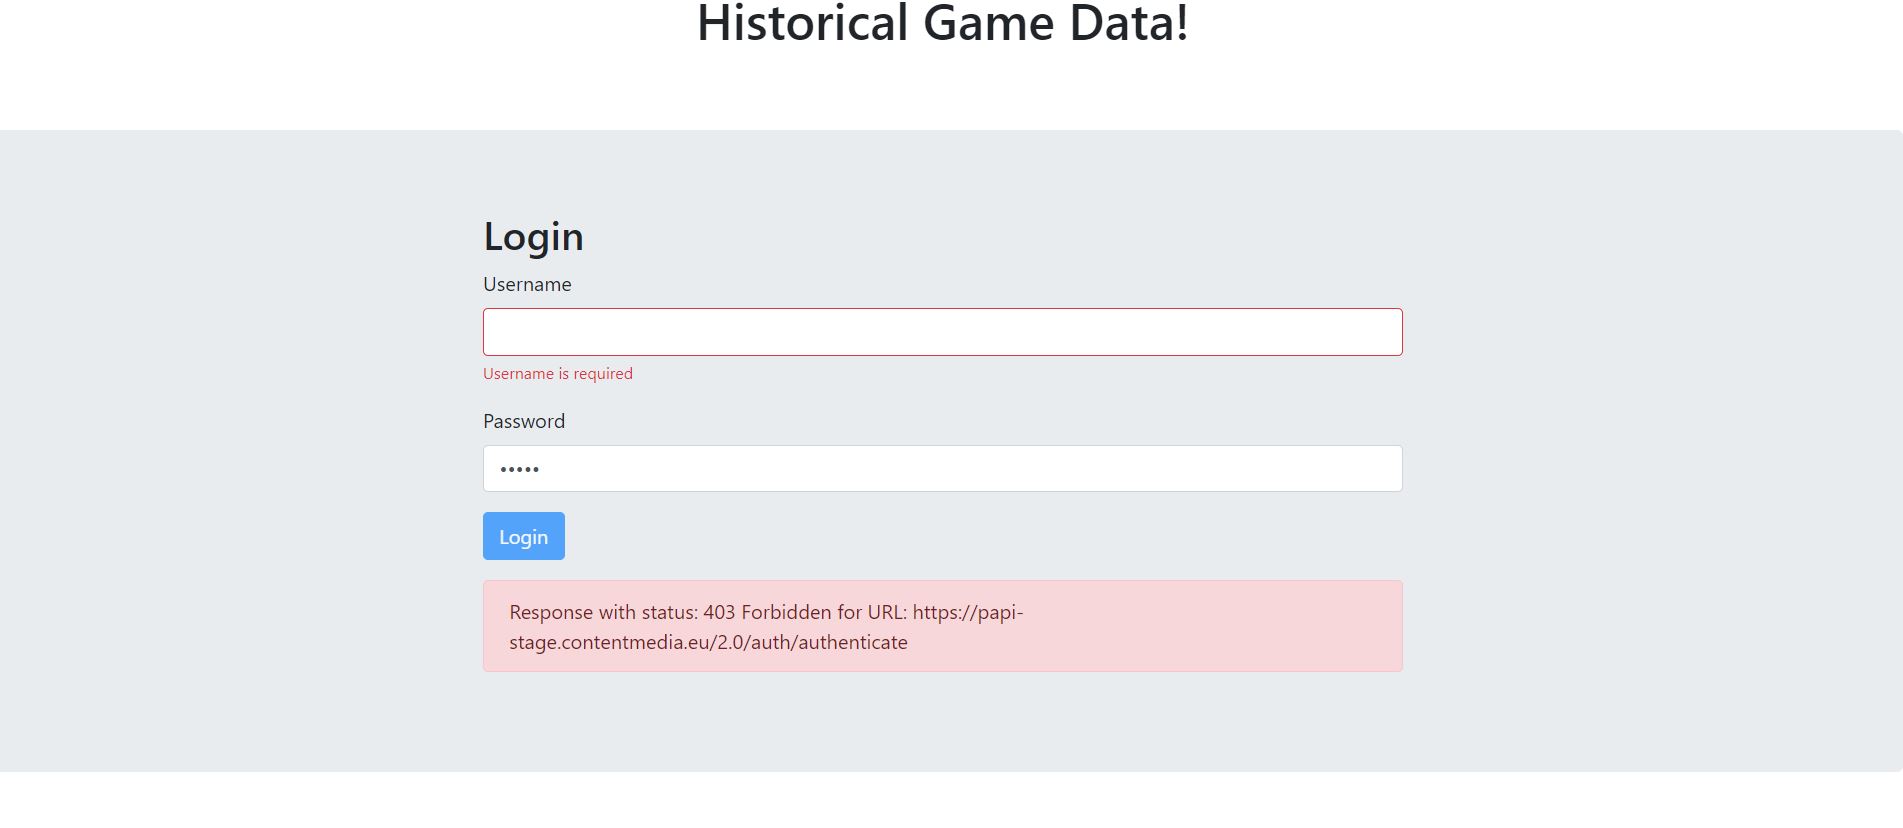 Historical Game Data!
Login
Username
Username is required
Password
•••••
Login
Response with status: 403 Forbidden for URL: https://papi-
stage.contentmedia.eu/2.0/auth/authenticate